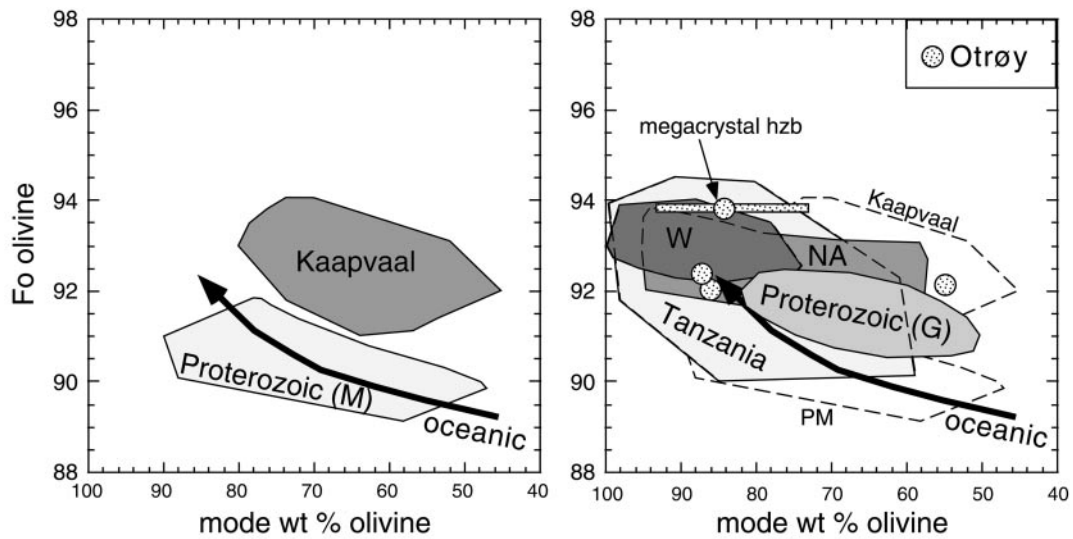 98
96
94
92
90
88
Fo olivine
Kaapvaal
Proterozoic (M)
oceanic
100 90 80 70 60 50 40
mode wt % olivine
98
96
94
92
90
88
Otrøy
megacrystal hzb
Kaapvaal
W
NA
Proterozoic (G)
Tanzania
PM
oceanic
100 90 80 70 60 50 40
mode wt % olivine